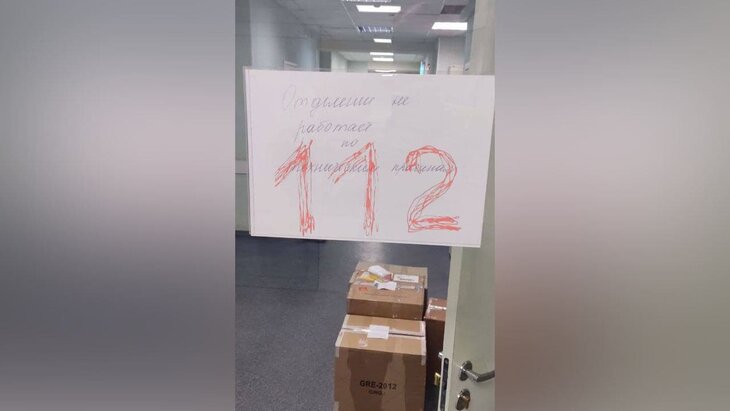 Отделение не
работает
по
техническим причинам
112
GRE-2012